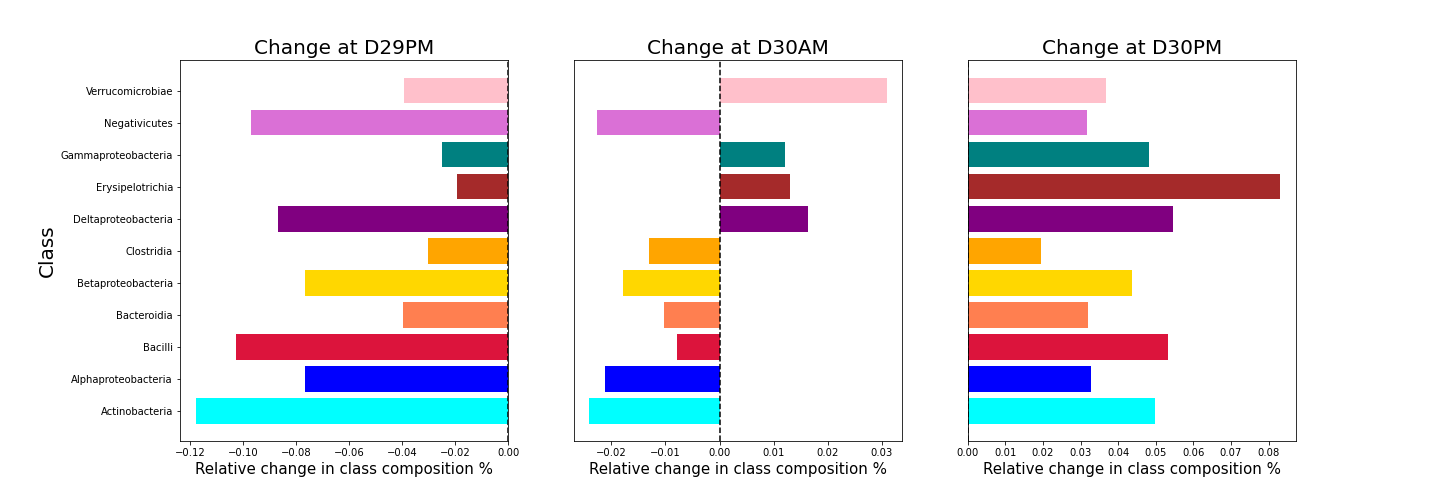 Change at D29PM
Change at D30AM
Change at D30PM
Class
Verrucomicrobiae
Negativicutes
Gammaproteobacteria
Erysipelotrichia
Deltaproteobacteria
Clostridia
Betaproteobacteria
Bacteroidia
Bacilli
Alphaproteobacteria
Actinobacteria
−0.12 −0.10 −0.08 −0.06 −0.04 −0.02 0.00
−0.02 −0.01 0.00 0.01 0.02 0.03
0.00 0.01 0.02 0.03 0.04 0.05 0.06 0.07 0.08
Relative change in class composition %
Relative change in class composition %
Relative change in class composition %